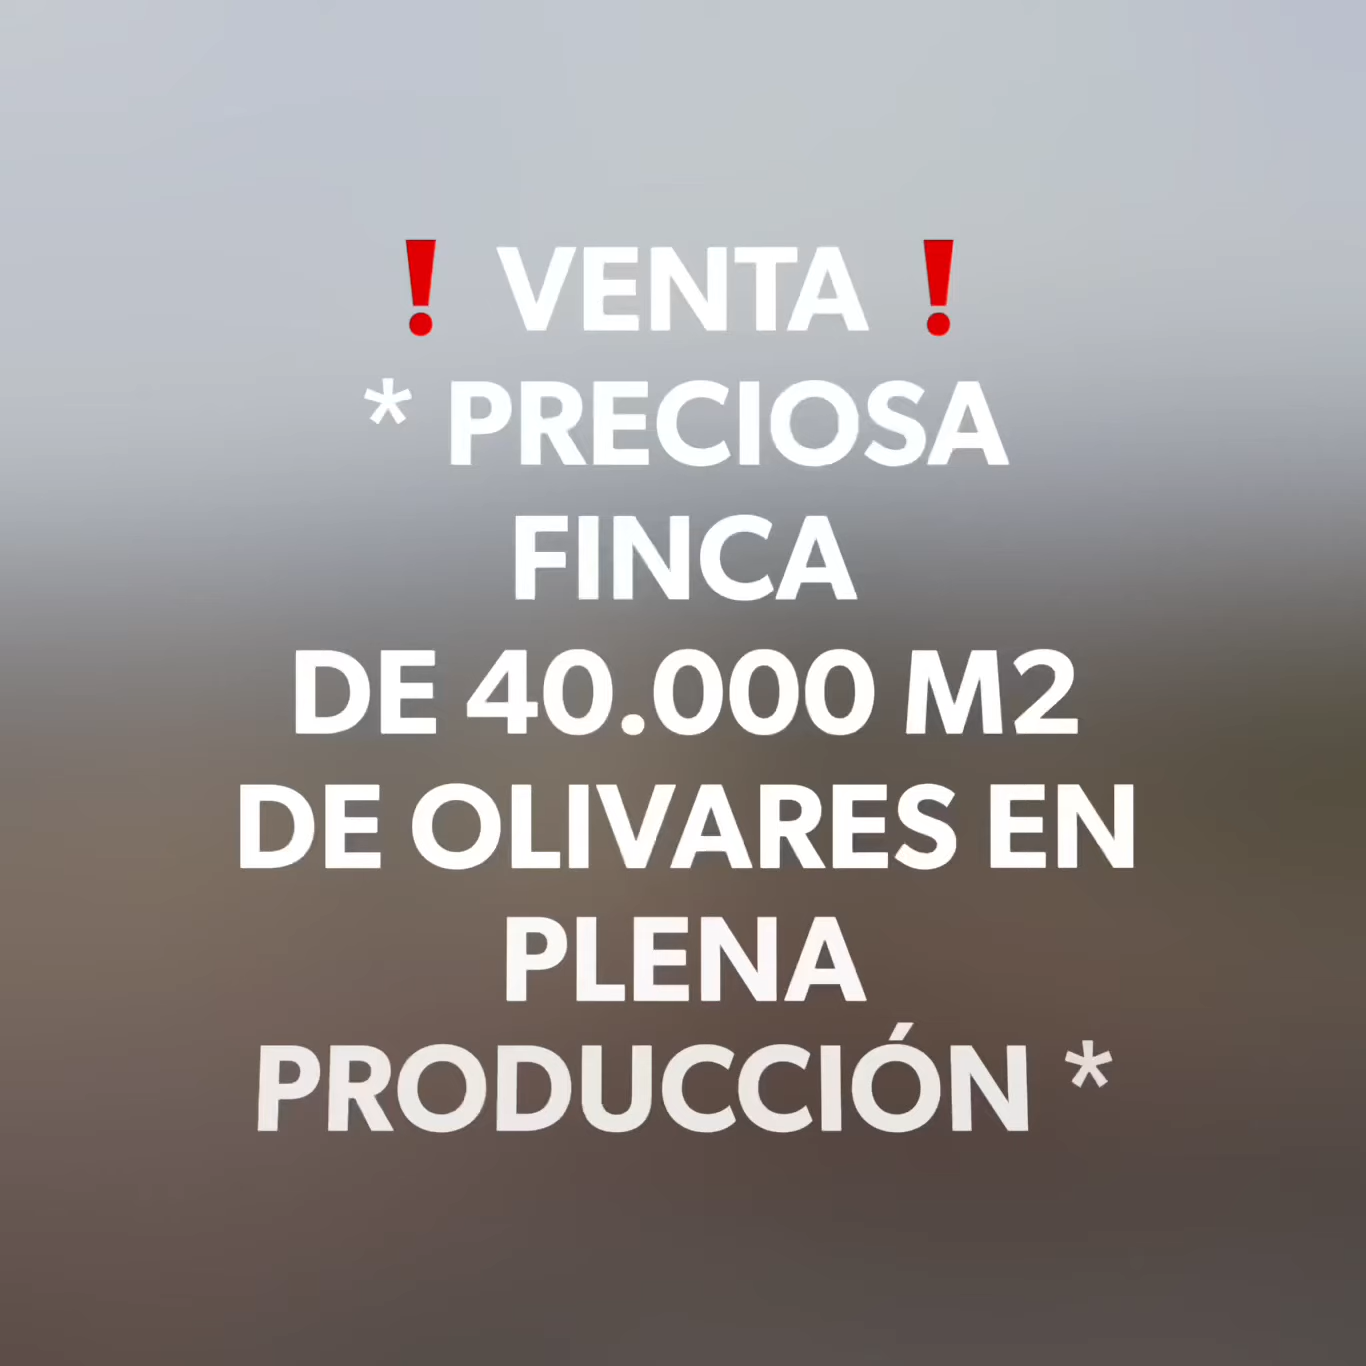 ❗ VENTA ❗
* PRECIOSA
FINCA
DE 40.000 M2
DE OLIVARES EN
PLENA
PRODUCCIÓN *